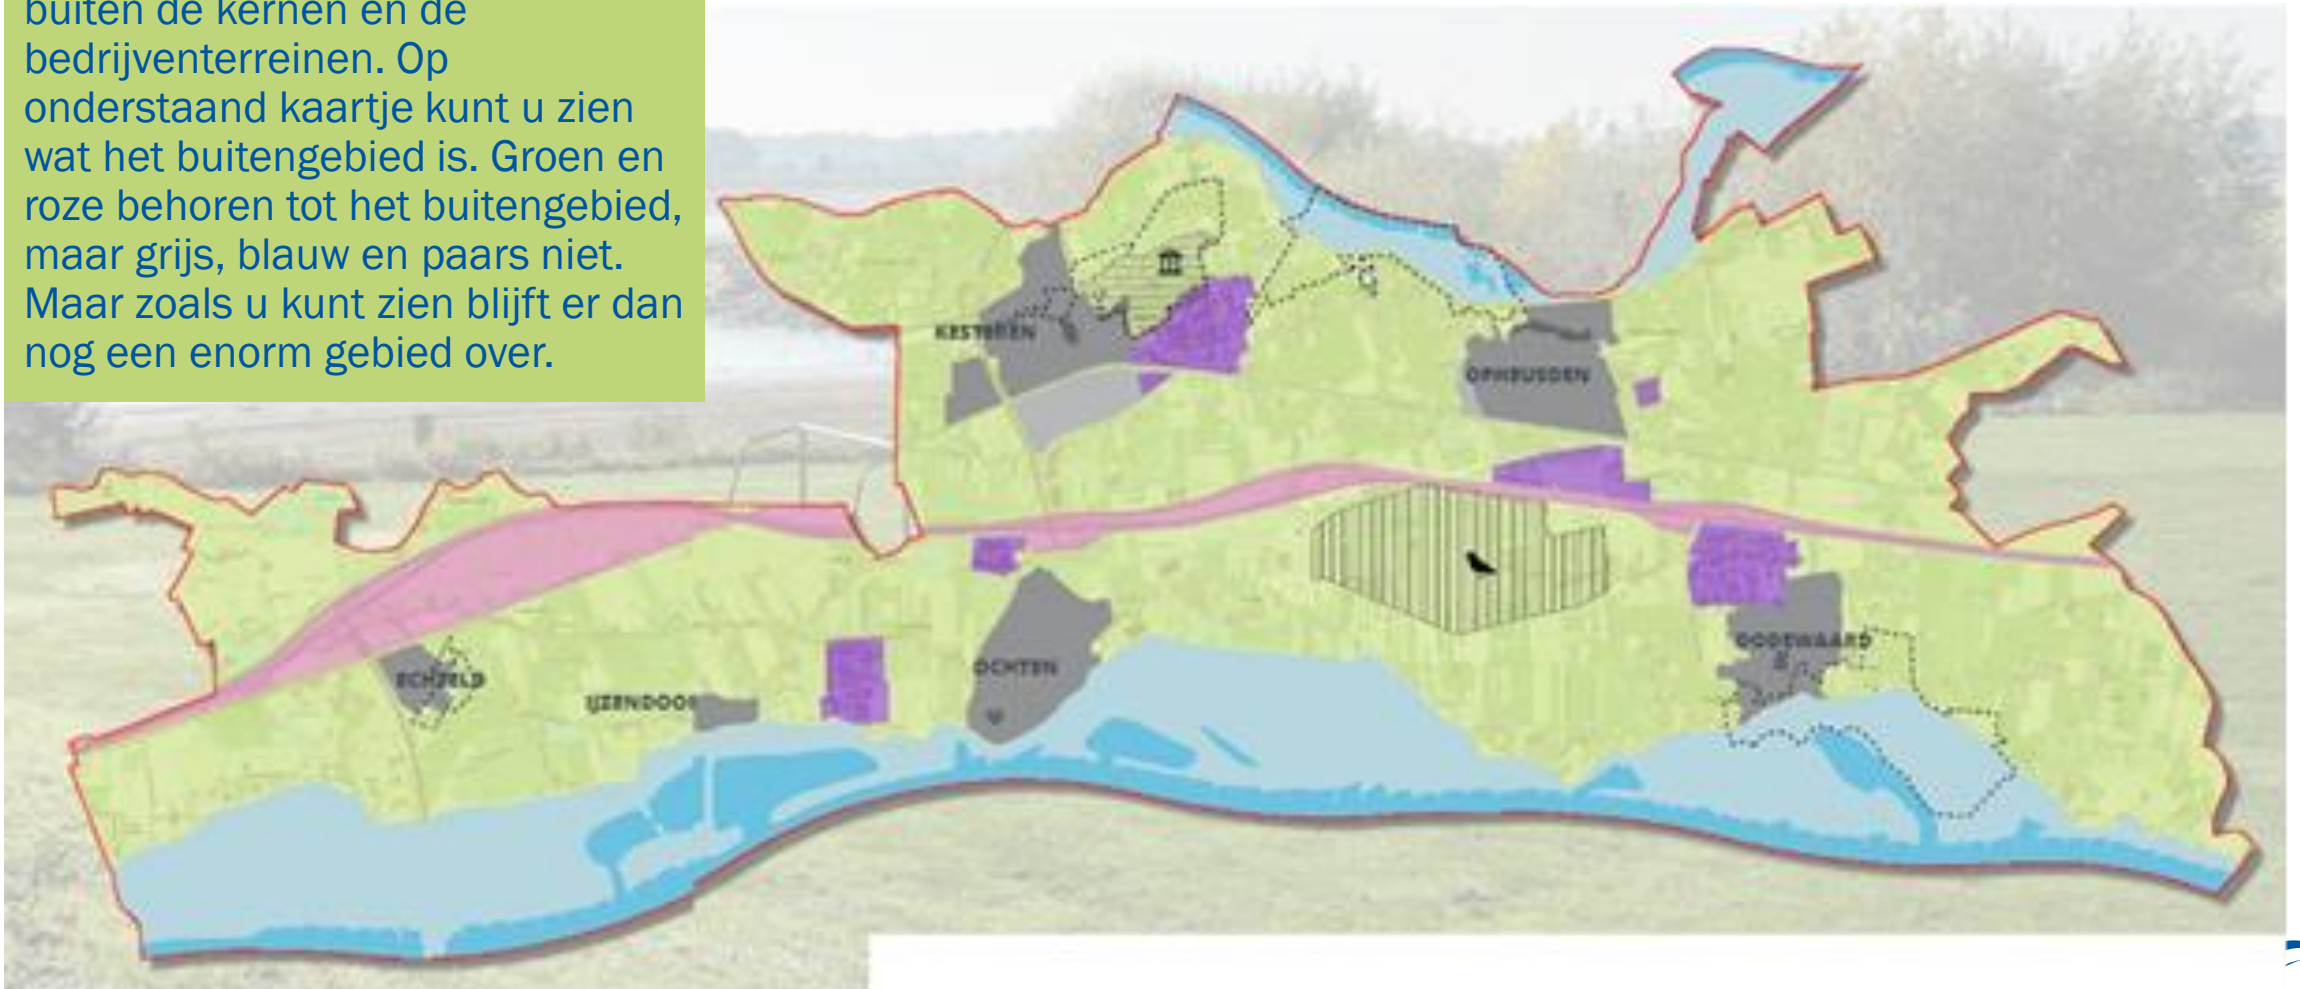 buiten de kernen en de
bedrijventerreinen. Op
onderstaand kaartje kunt u zien
wat het buitengebied is. Groen en
roze behoren tot het buitengebied,
maar grijs, blauw en paars niet.
Maar zoals u kunt zien blijft er dan
nog een enorm gebied over.
KESTEREN
OPHEUSDEN
ECHTELD
IJZENDOOR
OCHTEN
DODEWAARD